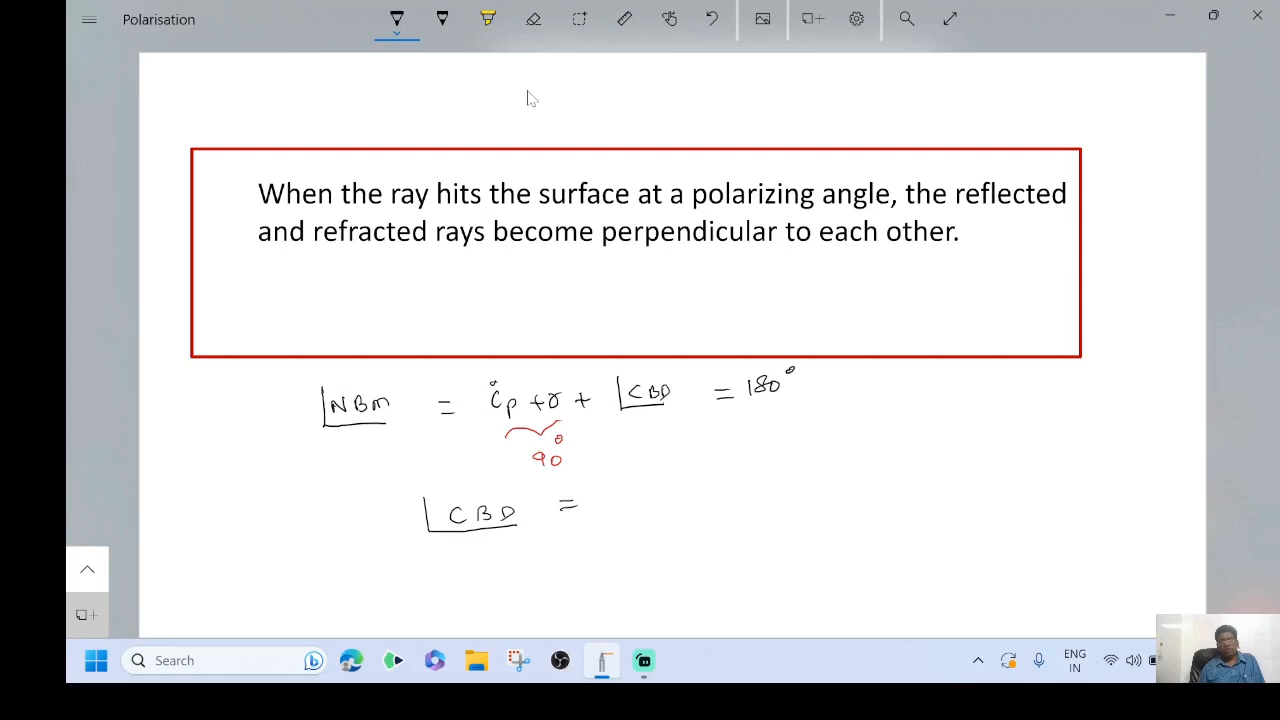 Polarisation
When the ray hits the surface at a polarizing angle, the reflected
and refracted rays become perpendicular to each other.
∠NBM = i_p + r + ∠CBD = 180°
90°
∠CBD =
Search
ENG
IN